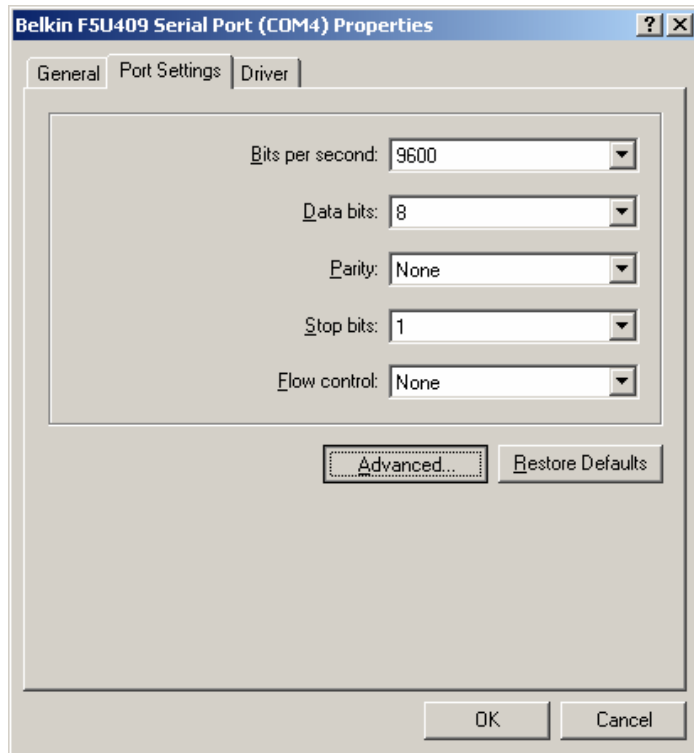 Belkin F5U409 Serial Port (COM4) Properties
General Port Settings Driver
Bits per second: 9600
Data bits: 8
Parity: None
Stop bits: 1
Flow control: None
Advanced... Restore Defaults
OK Cancel